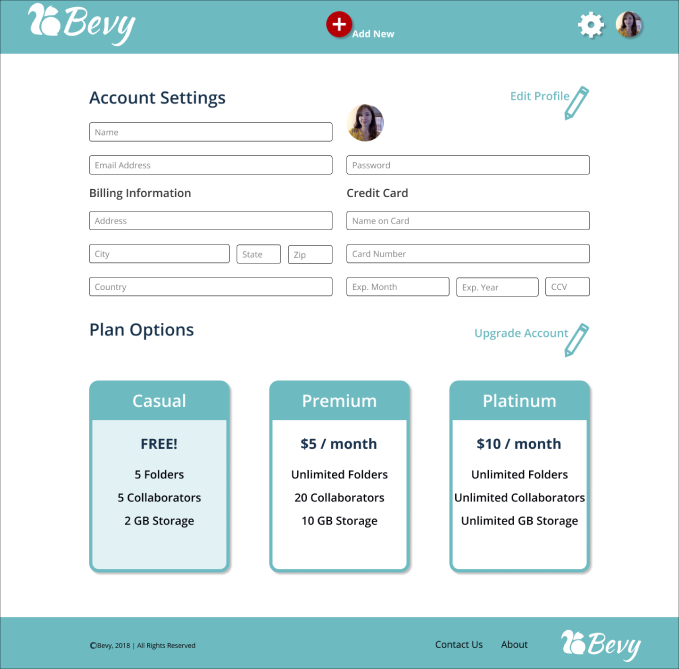 Bevy
Add New
Account Settings
Edit Profile
Name
Email Address
Password
Billing Information
Credit Card
Address
Name on Card
City
State
Zip
Card Number
Country
Exp. Month
Exp. Year
CCV
Plan Options
Upgrade Account
Casual
FREE!
5 Folders
5 Collaborators
2 GB Storage
Premium
$5 / month
Unlimited Folders
20 Collaborators
10 GB Storage
Platinum
$10 / month
Unlimited Folders
Unlimited Collaborators
Unlimited GB Storage
©Bevy, 2018 | All Rights Reserved
Contact Us
About
Bevy